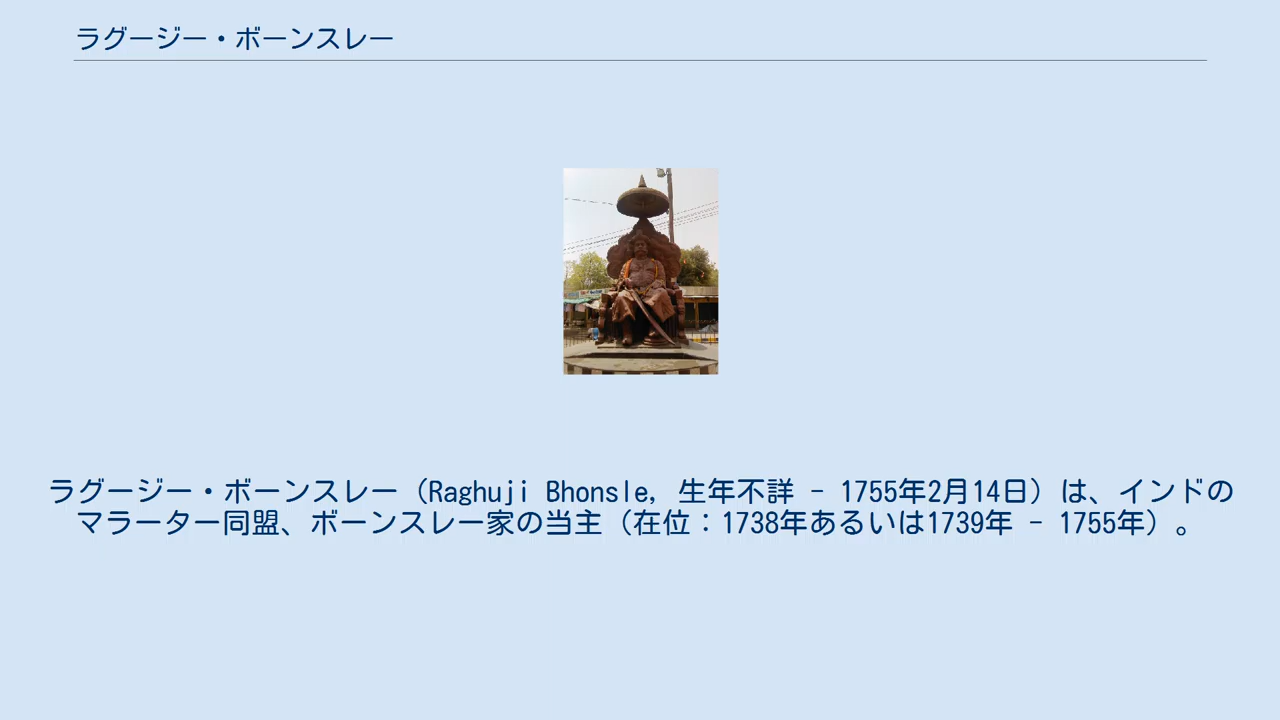 ラグージー・ボーンスレー
ラグージー・ボーンスレー（Raghuji Bhonsle, 生年不詳 - 1755年2月14日）は、インドの
マラーター同盟、ボーンスレー家の当主（在位：1738年あるいは1739年 - 1755年）。